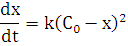 dx/dt = k(C₀ − x)²